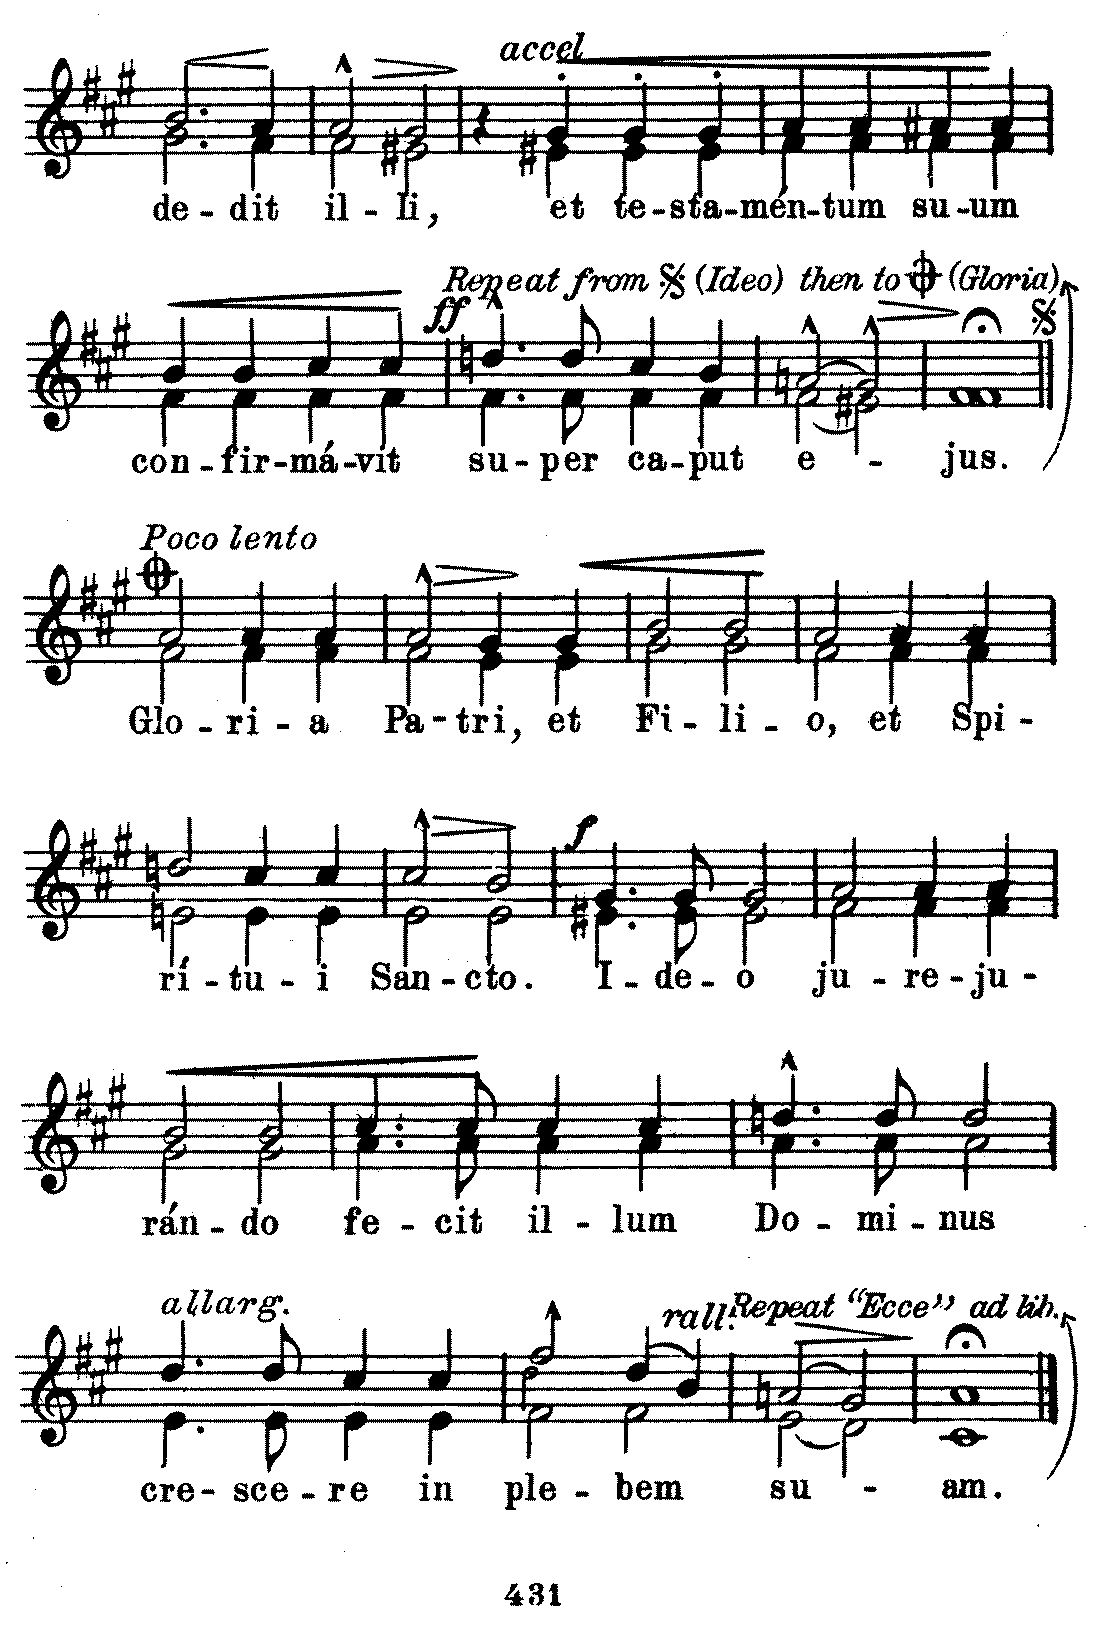 accel
de - dit il - li, et te-sta-mén-tum su-um
Repeat from 𝄋 (Ideo) then to 𝄌 (Gloria)
ff
con - fir-má-vit su - per ca-put e - jus.
Poco lento
Glo - ri - a Pa - tri, et Fi - li - o, et Spi -
f
rí - tu - i San - cto. I - de - o ju - re - ju -
rán - do fe - cit il - lum Do - mi - nus
allarg. rall. Repeat “Ecce” ad lib.
cre - sce - re in ple - bem su - am.
431